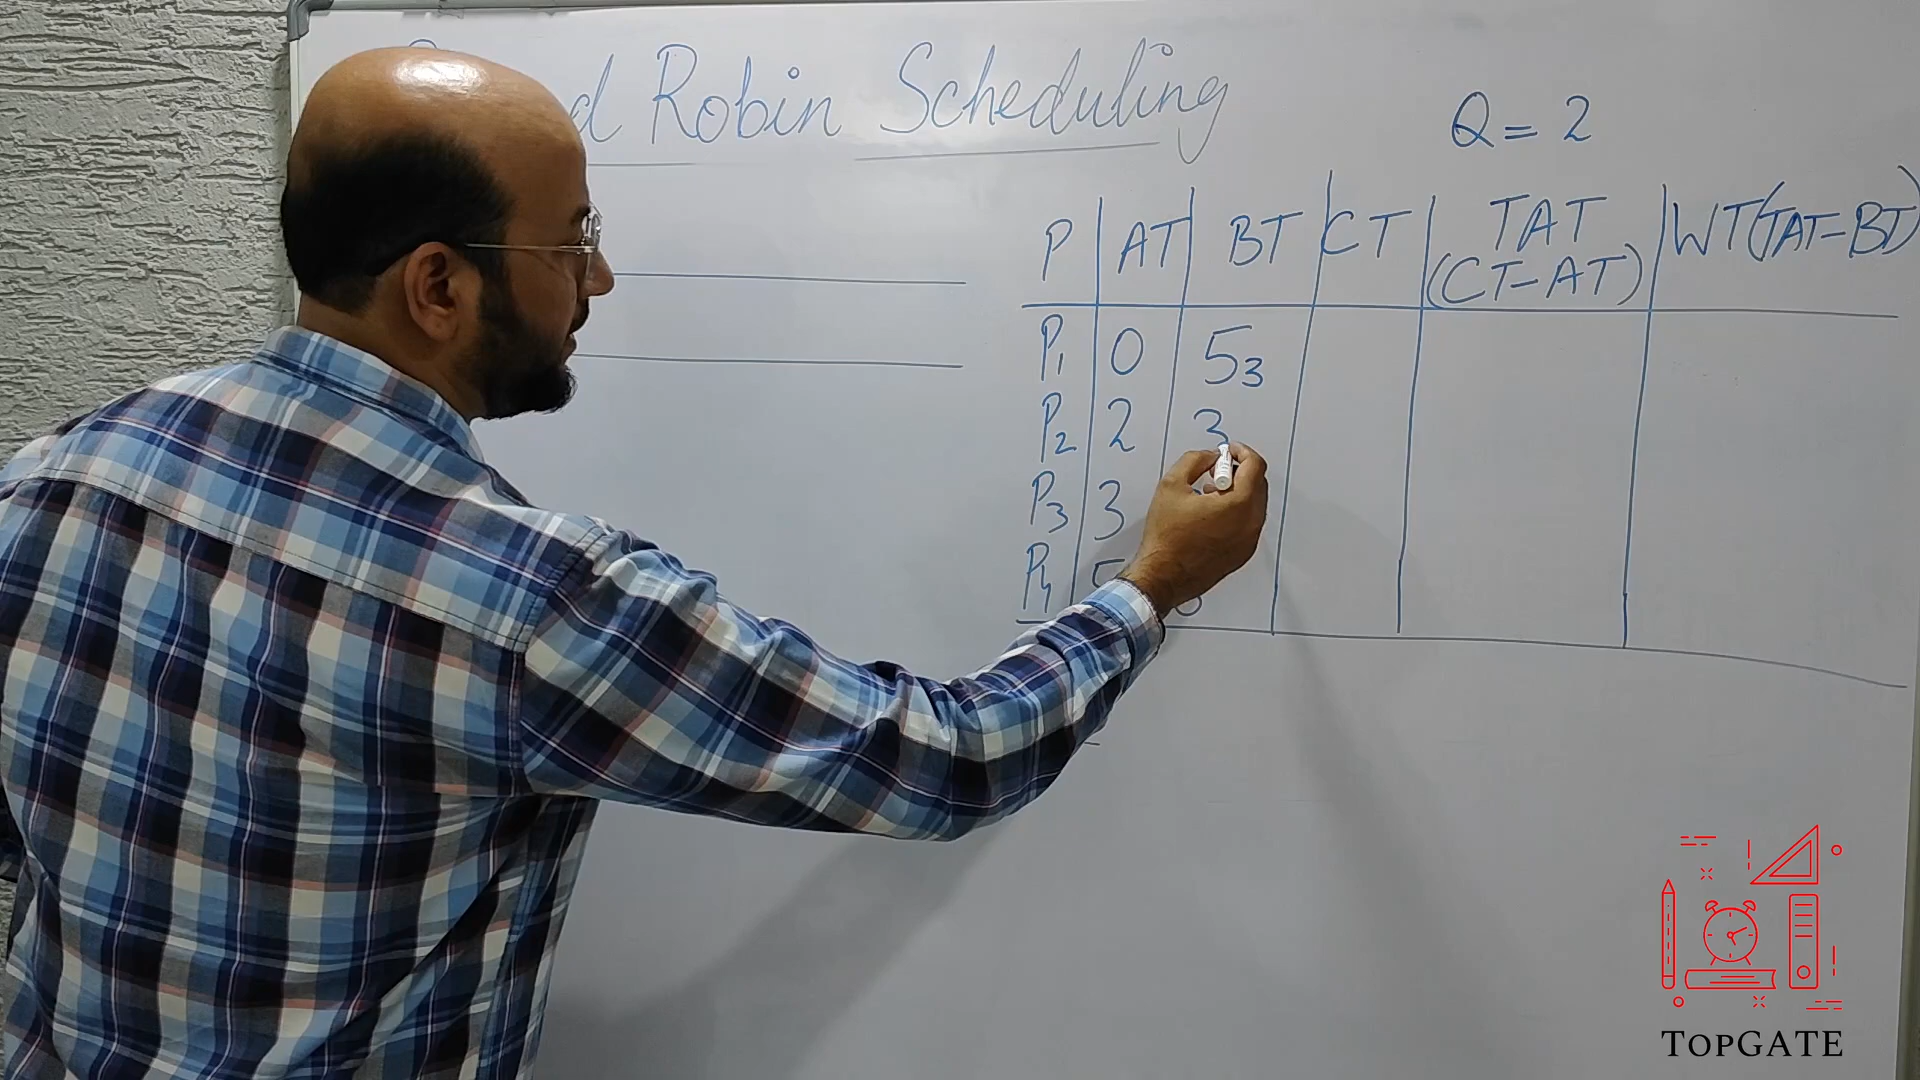 Robin Scheduling
Q = 2
P AT BT CT TAT (CT-AT) WT(TAT-BT)
P1 0 5 3
P2 2 3
P3 3
P4
TOPGATE